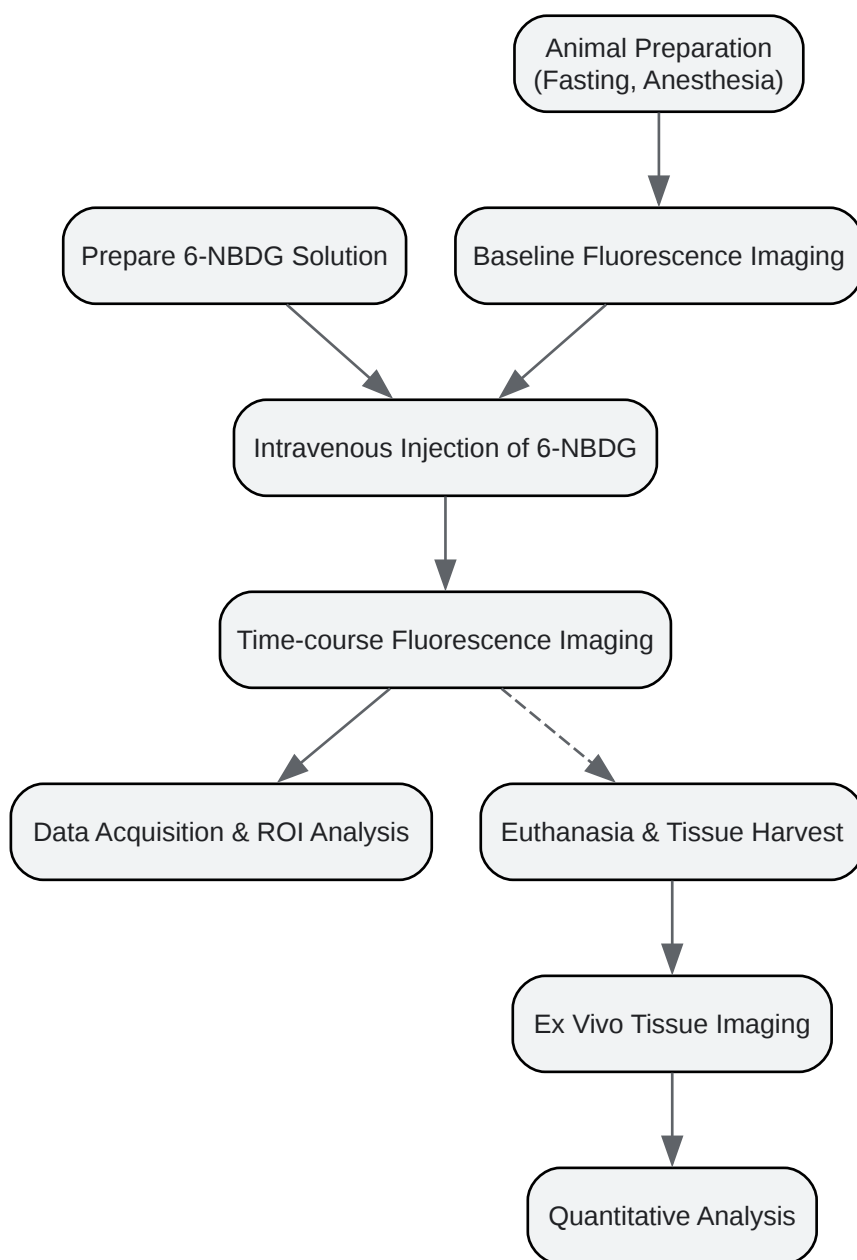 Animal Preparation
(Fasting, Anesthesia)
Prepare 6-NBDG Solution
Baseline Fluorescence Imaging
Intravenous Injection of 6-NBDG
Time-course Fluorescence Imaging
Data Acquisition & ROI Analysis
Euthanasia & Tissue Harvest
Ex Vivo Tissue Imaging
Quantitative Analysis